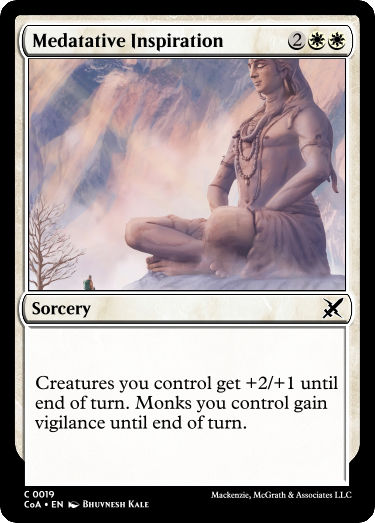 Medatative Inspiration 2
Sorcery
Creatures you control get +2/+1 until
end of turn. Monks you control gain
vigilance until end of turn.
C 0019
CoA • EN Bhuvnesh Kale
Mackenzie, McGrath & Associates LLC